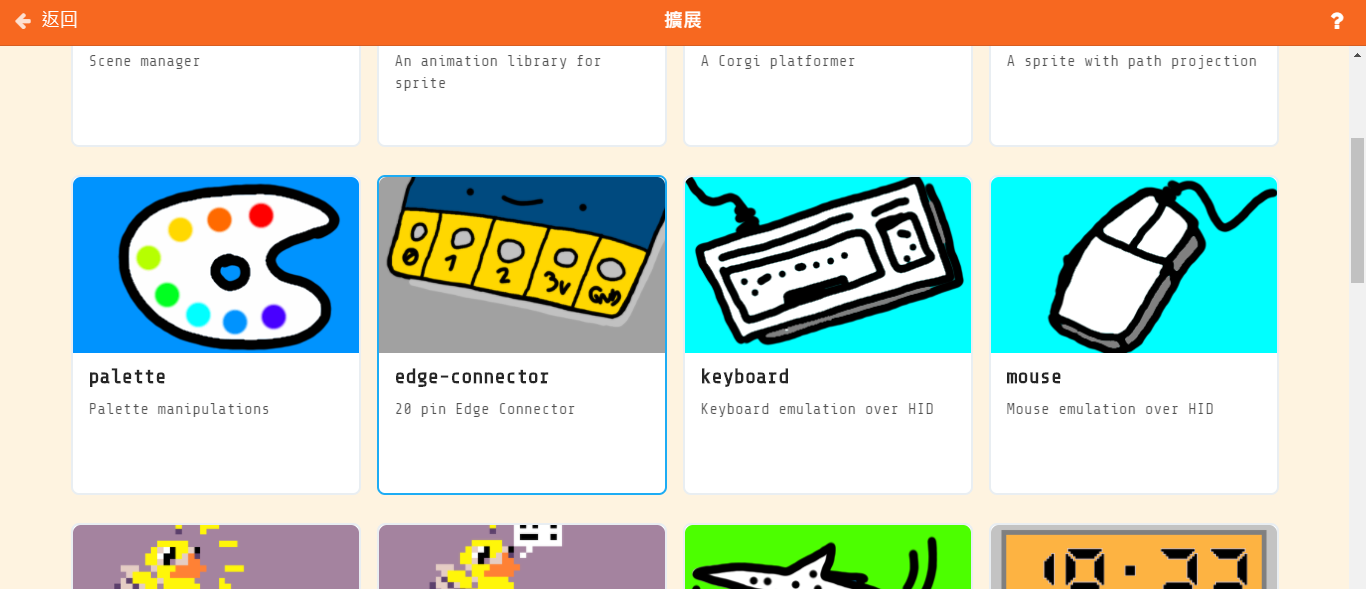 返回
擴展
?
Scene manager
An animation library for
sprite
A Corgi platformer
A sprite with path projection
0
1
2
3V
GND
palette
Palette manipulations
edge-connector
20 pin Edge Connector
keyboard
Keyboard emulation over HID
mouse
Mouse emulation over HID